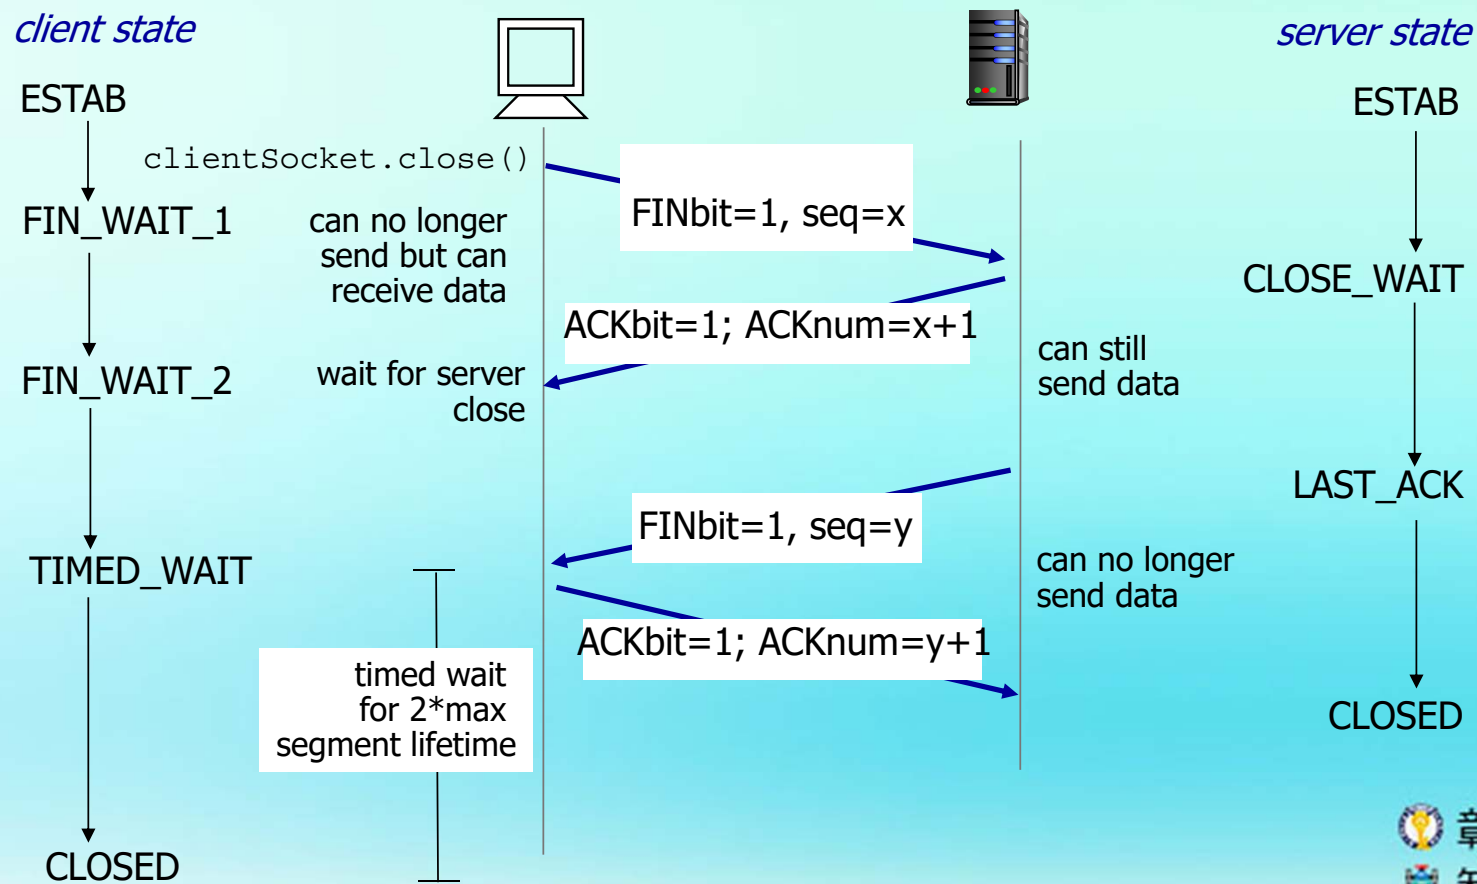 client state
server state
ESTAB
ESTAB
clientSocket.close()
FINbit=1, seq=x
FIN_WAIT_1
can no longer
send but can
receive data
CLOSE_WAIT
ACKbit=1; ACKnum=x+1
can still
send data
FIN_WAIT_2
wait for server
close
LAST_ACK
FINbit=1, seq=y
TIMED_WAIT
can no longer
send data
ACKbit=1; ACKnum=y+1
timed wait
for 2*max
segment lifetime
CLOSED
CLOSED
章